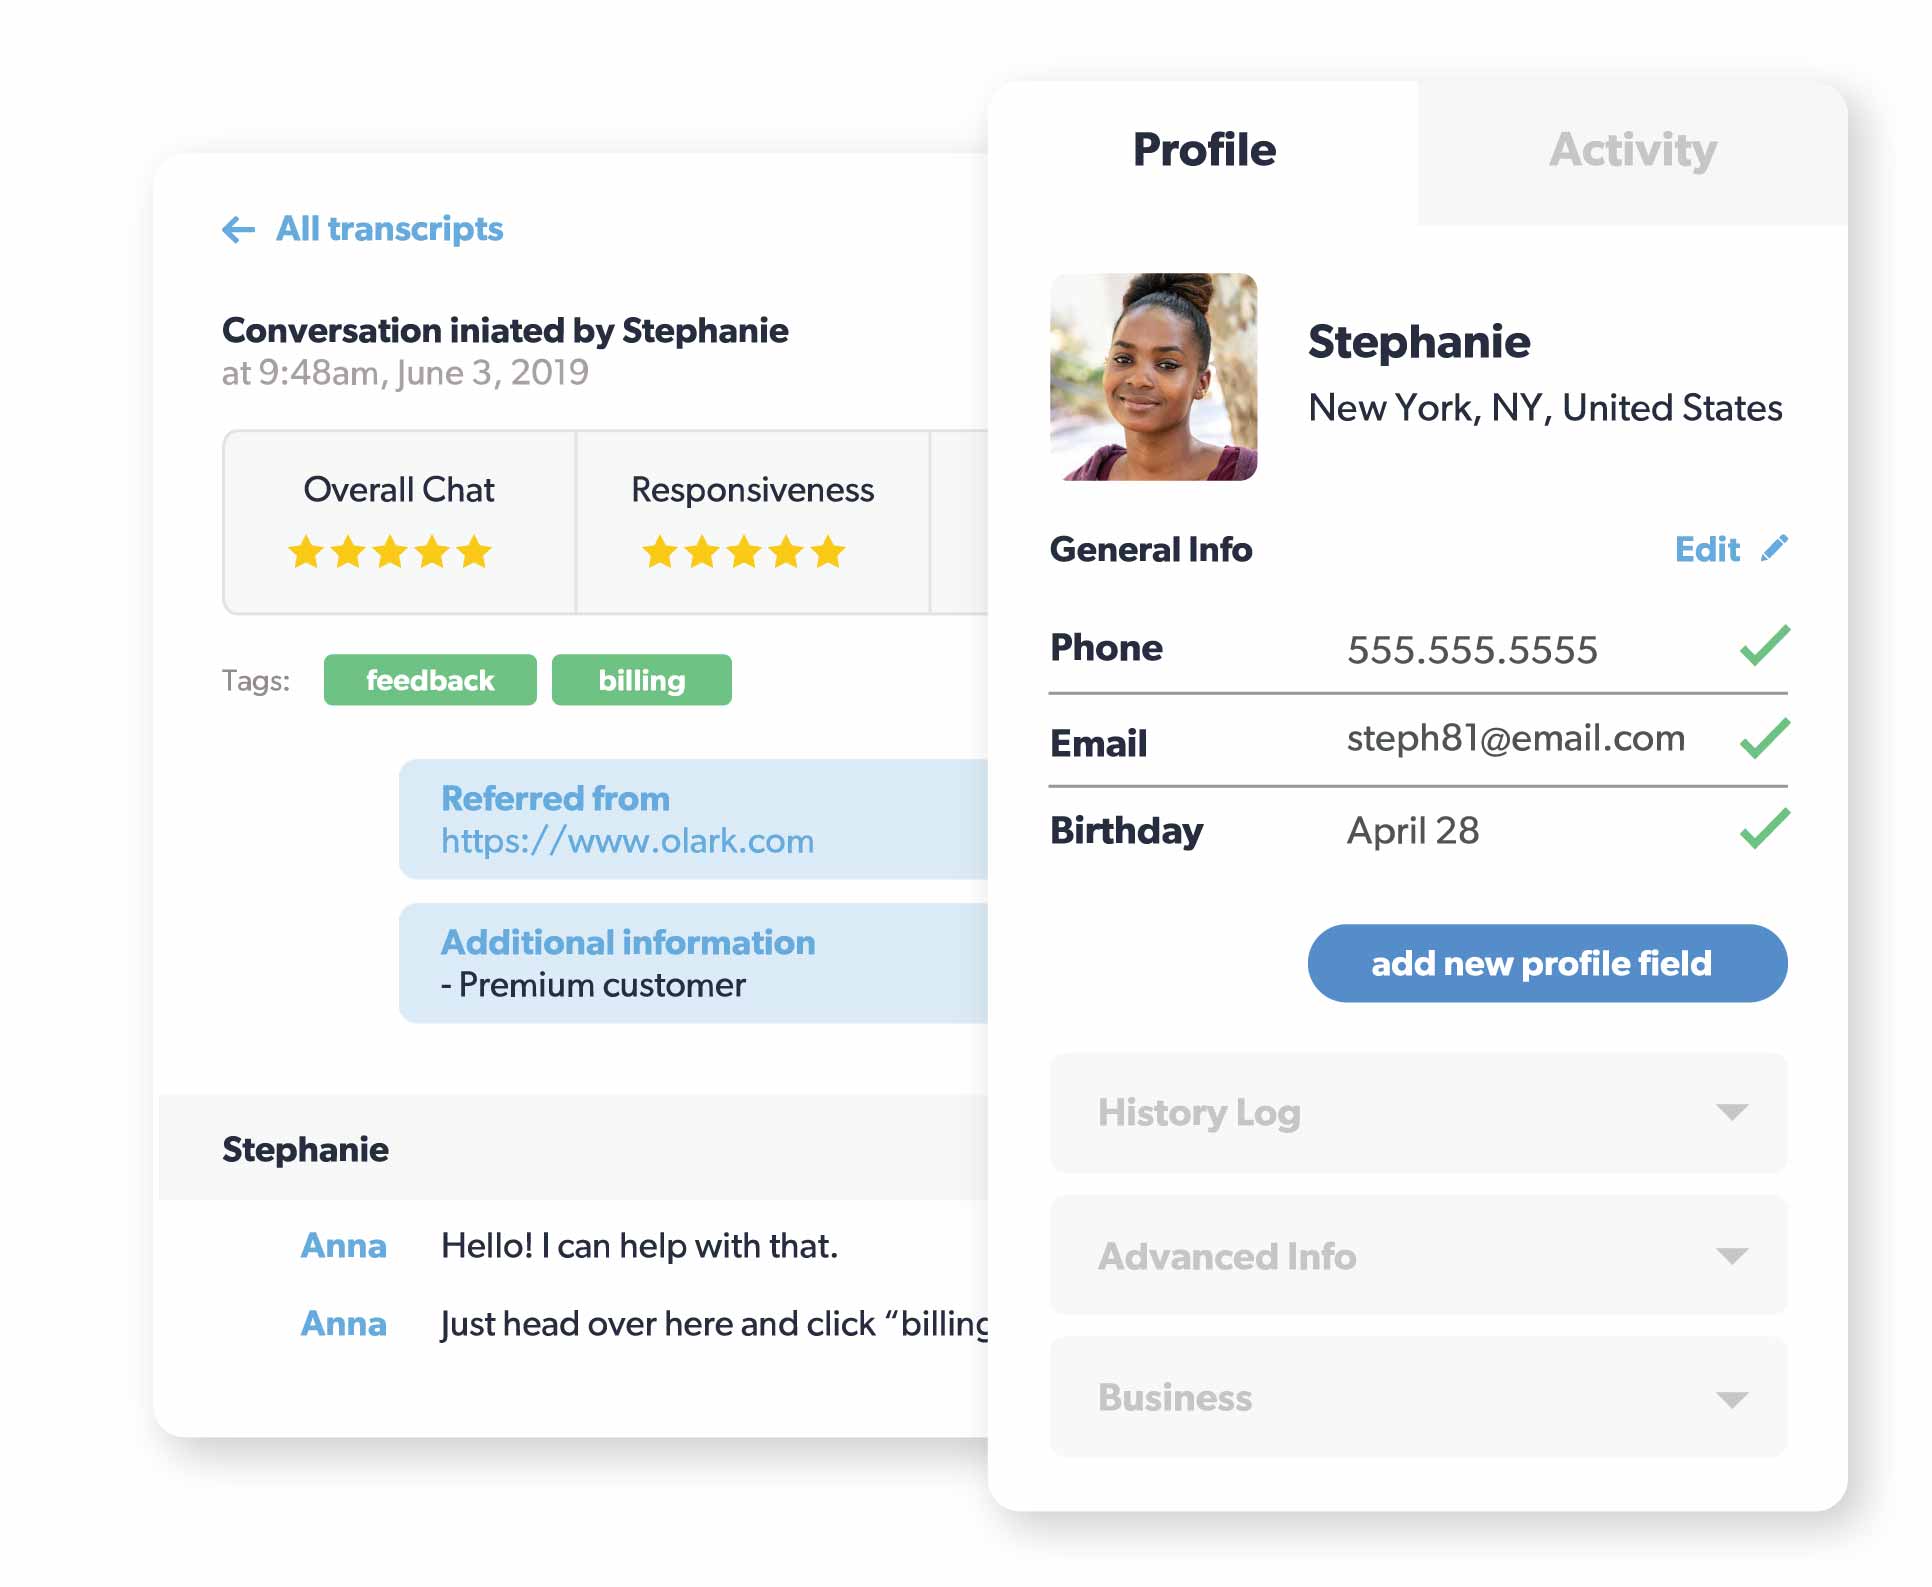 All transcripts
Conversation iniated by Stephanie
at 9:48am, June 3, 2019
Overall Chat
Responsiveness
Tags:
feedback
billing
Referred from
https://www.olark.com
Additional information
- Premium customer
Stephanie
Anna Hello! I can help with that.
Anna Just head over here and click “billing
Profile
Activity
Stephanie
New York, NY, United States
General Info
Edit
Phone 555.555.5555
Email steph81@email.com
Birthday April 28
add new profile field
History Log
Advanced Info
Business